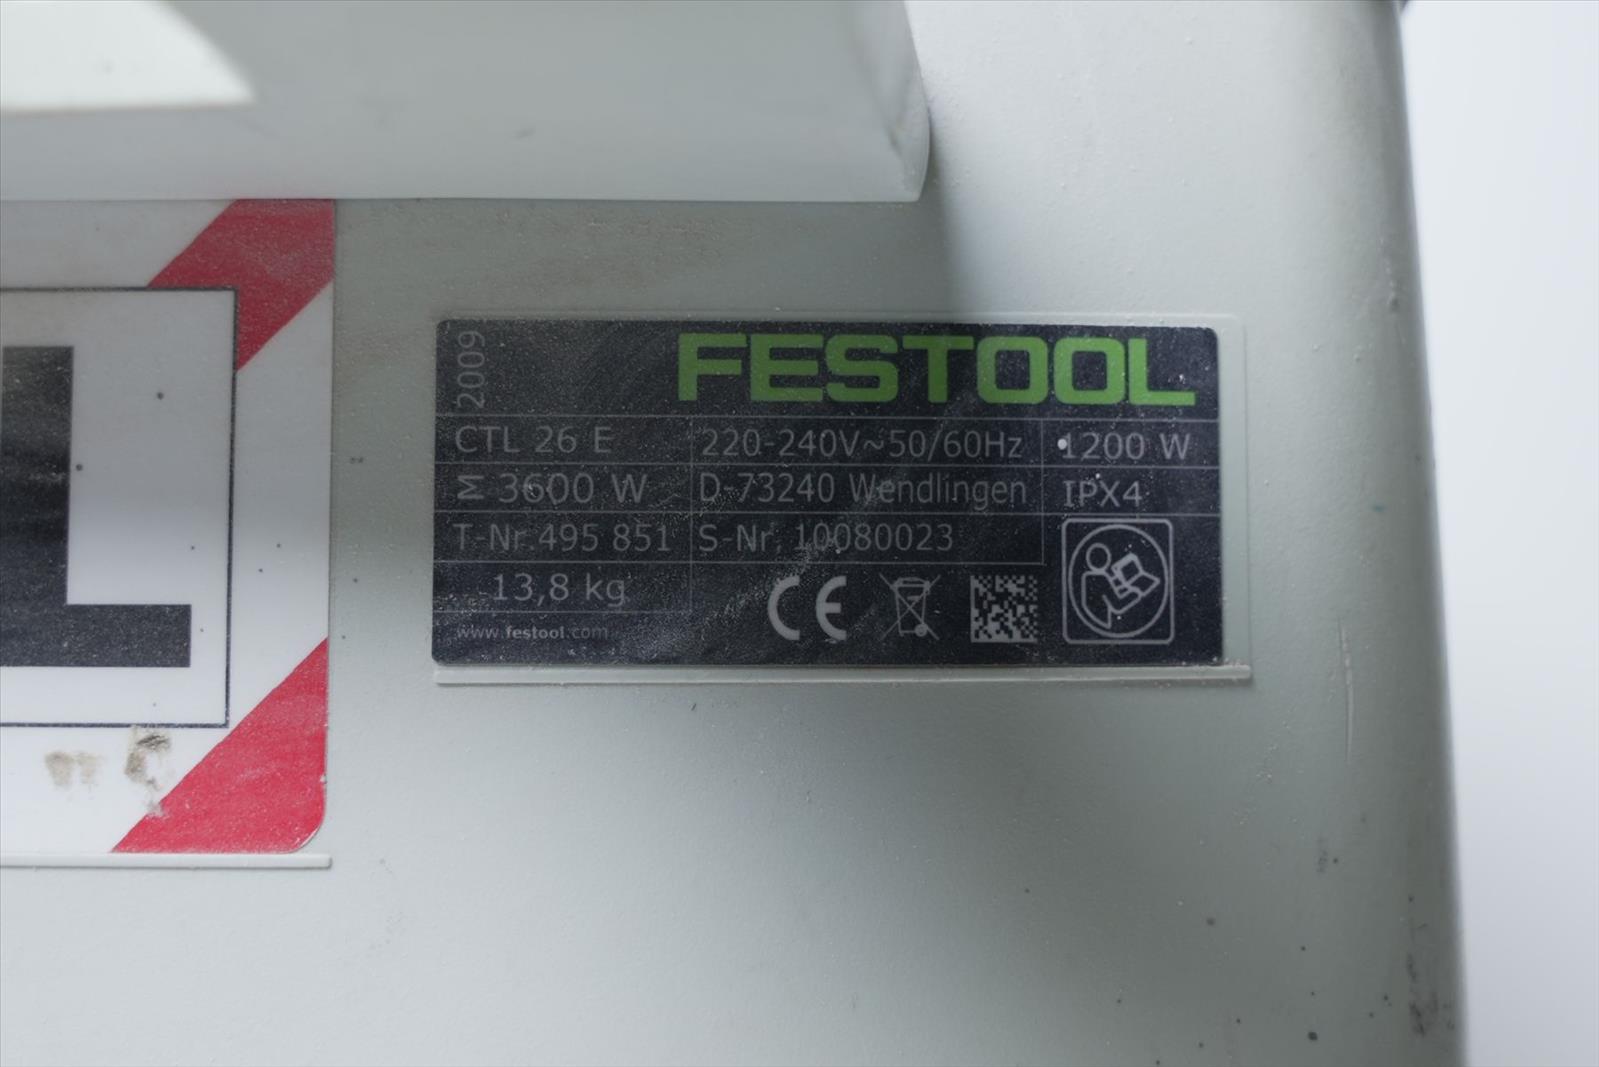 2009
FESTOOL
CTL 26 E 220-240V~50/60Hz 1200 W
Σ 3600 W D-73240 Wendlingen IPX4
T-Nr.495 851 S-Nr. 10080023
13,8 kg CE
www.festool.com
L